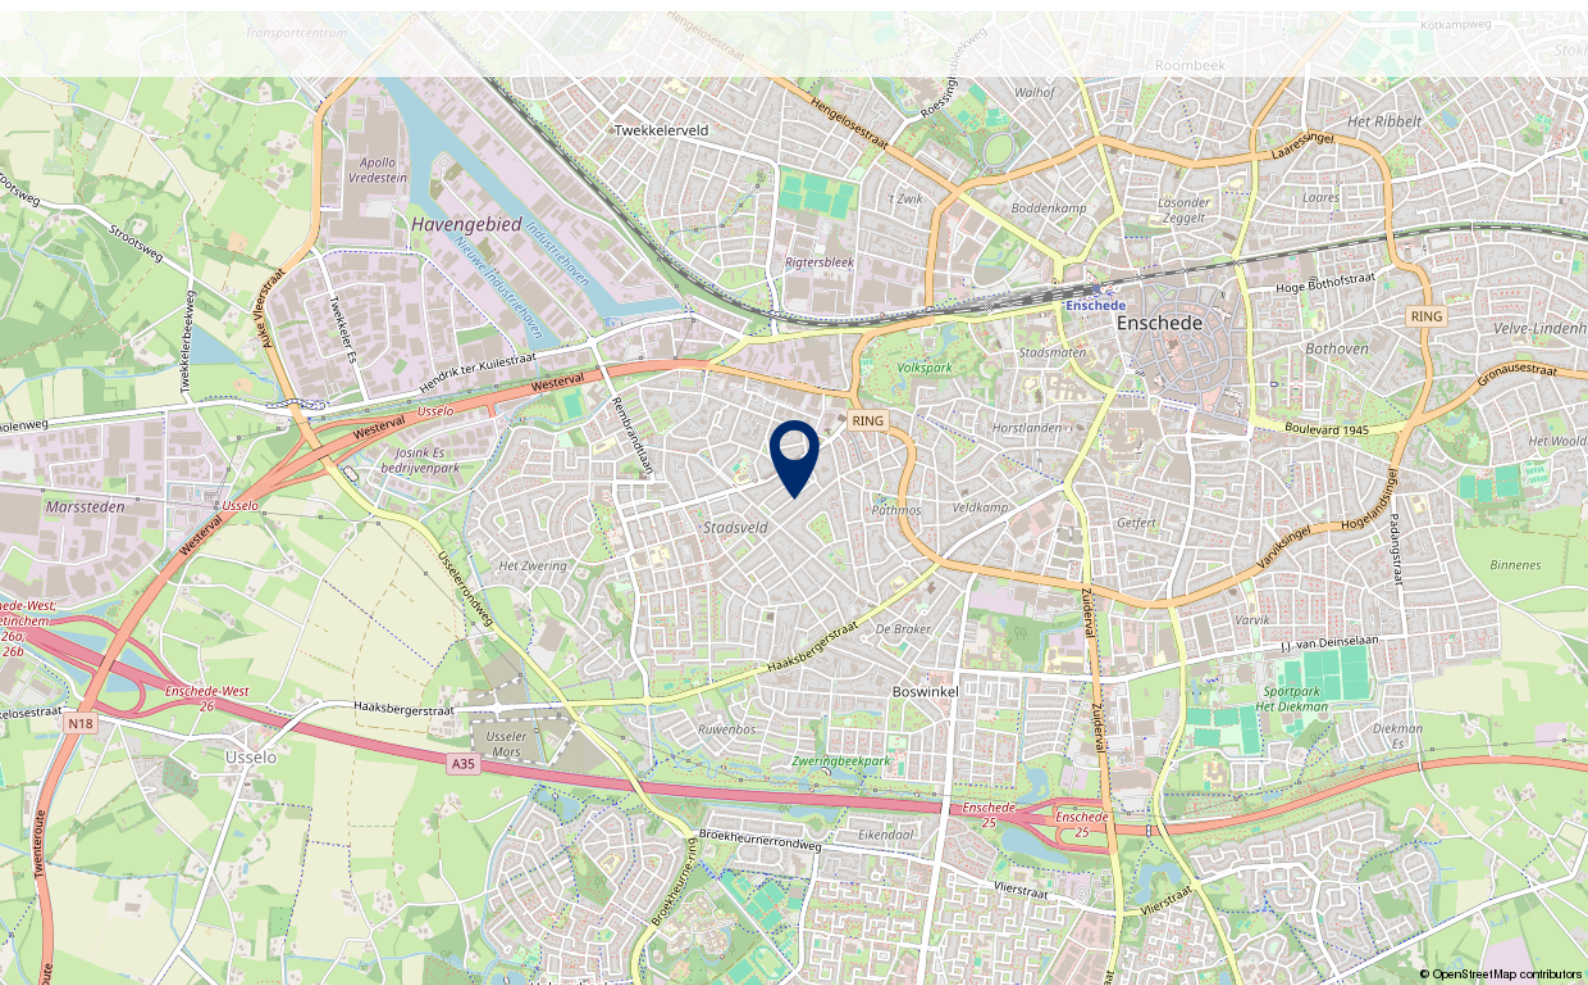 Transportcentrum
Hengelosestraat
Roessinghsbleekweg
Kotkampweg
Roombeek
Walhof
Hengelosestraat
Twekkelerveld
Het Ribbelt
Laaressingel
Apollo
Vredestein
't Zwik
Boddenkamp
Lasonder
Zeggelt
Laares
Strootsweg
Havengebied
Industriehaven
Nieuwe Industriehaven
Rigtersbleek
Hoge Bothofstraat
Enschede
Enschede
RING
Auke Vleerstraat
Twekkeler Es
Twekkelerbeekweg
Velve-Lindenh
Bothoven
Stadsmaten
Volkspark
Hendrik ter Kuilestraat
Westerval
Gronausestraat
Usselo
Westerval
Rembrandtlaan
RING
Horstlanden
Boulevard 1945
Het Woold
olenweg
Josink Es
bedrijvenpark
Marssteden
Usselo
Westerval
Stadsveld
Pathmos
Veldkamp
Getfert
Hogelandsingel
Varviksingel
Padangstraat
Binnenes
Het Zwering
Usselerrondweg
Zuiderval
Varvik
De Braker
Haaksbergerstraat
J.J. van Deinselaan
ede-West;
26b
Enschede-West
26
Boswinkel
Sportpark
Het Diekman
Haaksbergerstraat
N18
Usselo
Usseler
Mors
Ruwenbos
Zuiderval
Diekman
Es
A35
Zweringbeekpark
Enschede
25
Enschede
25
Twenteroute
Broekheurnerrondweg
Eikendaal
Broekheurne-ring
Vlierstraat
Vlierstraat
© OpenStreetMap contributors